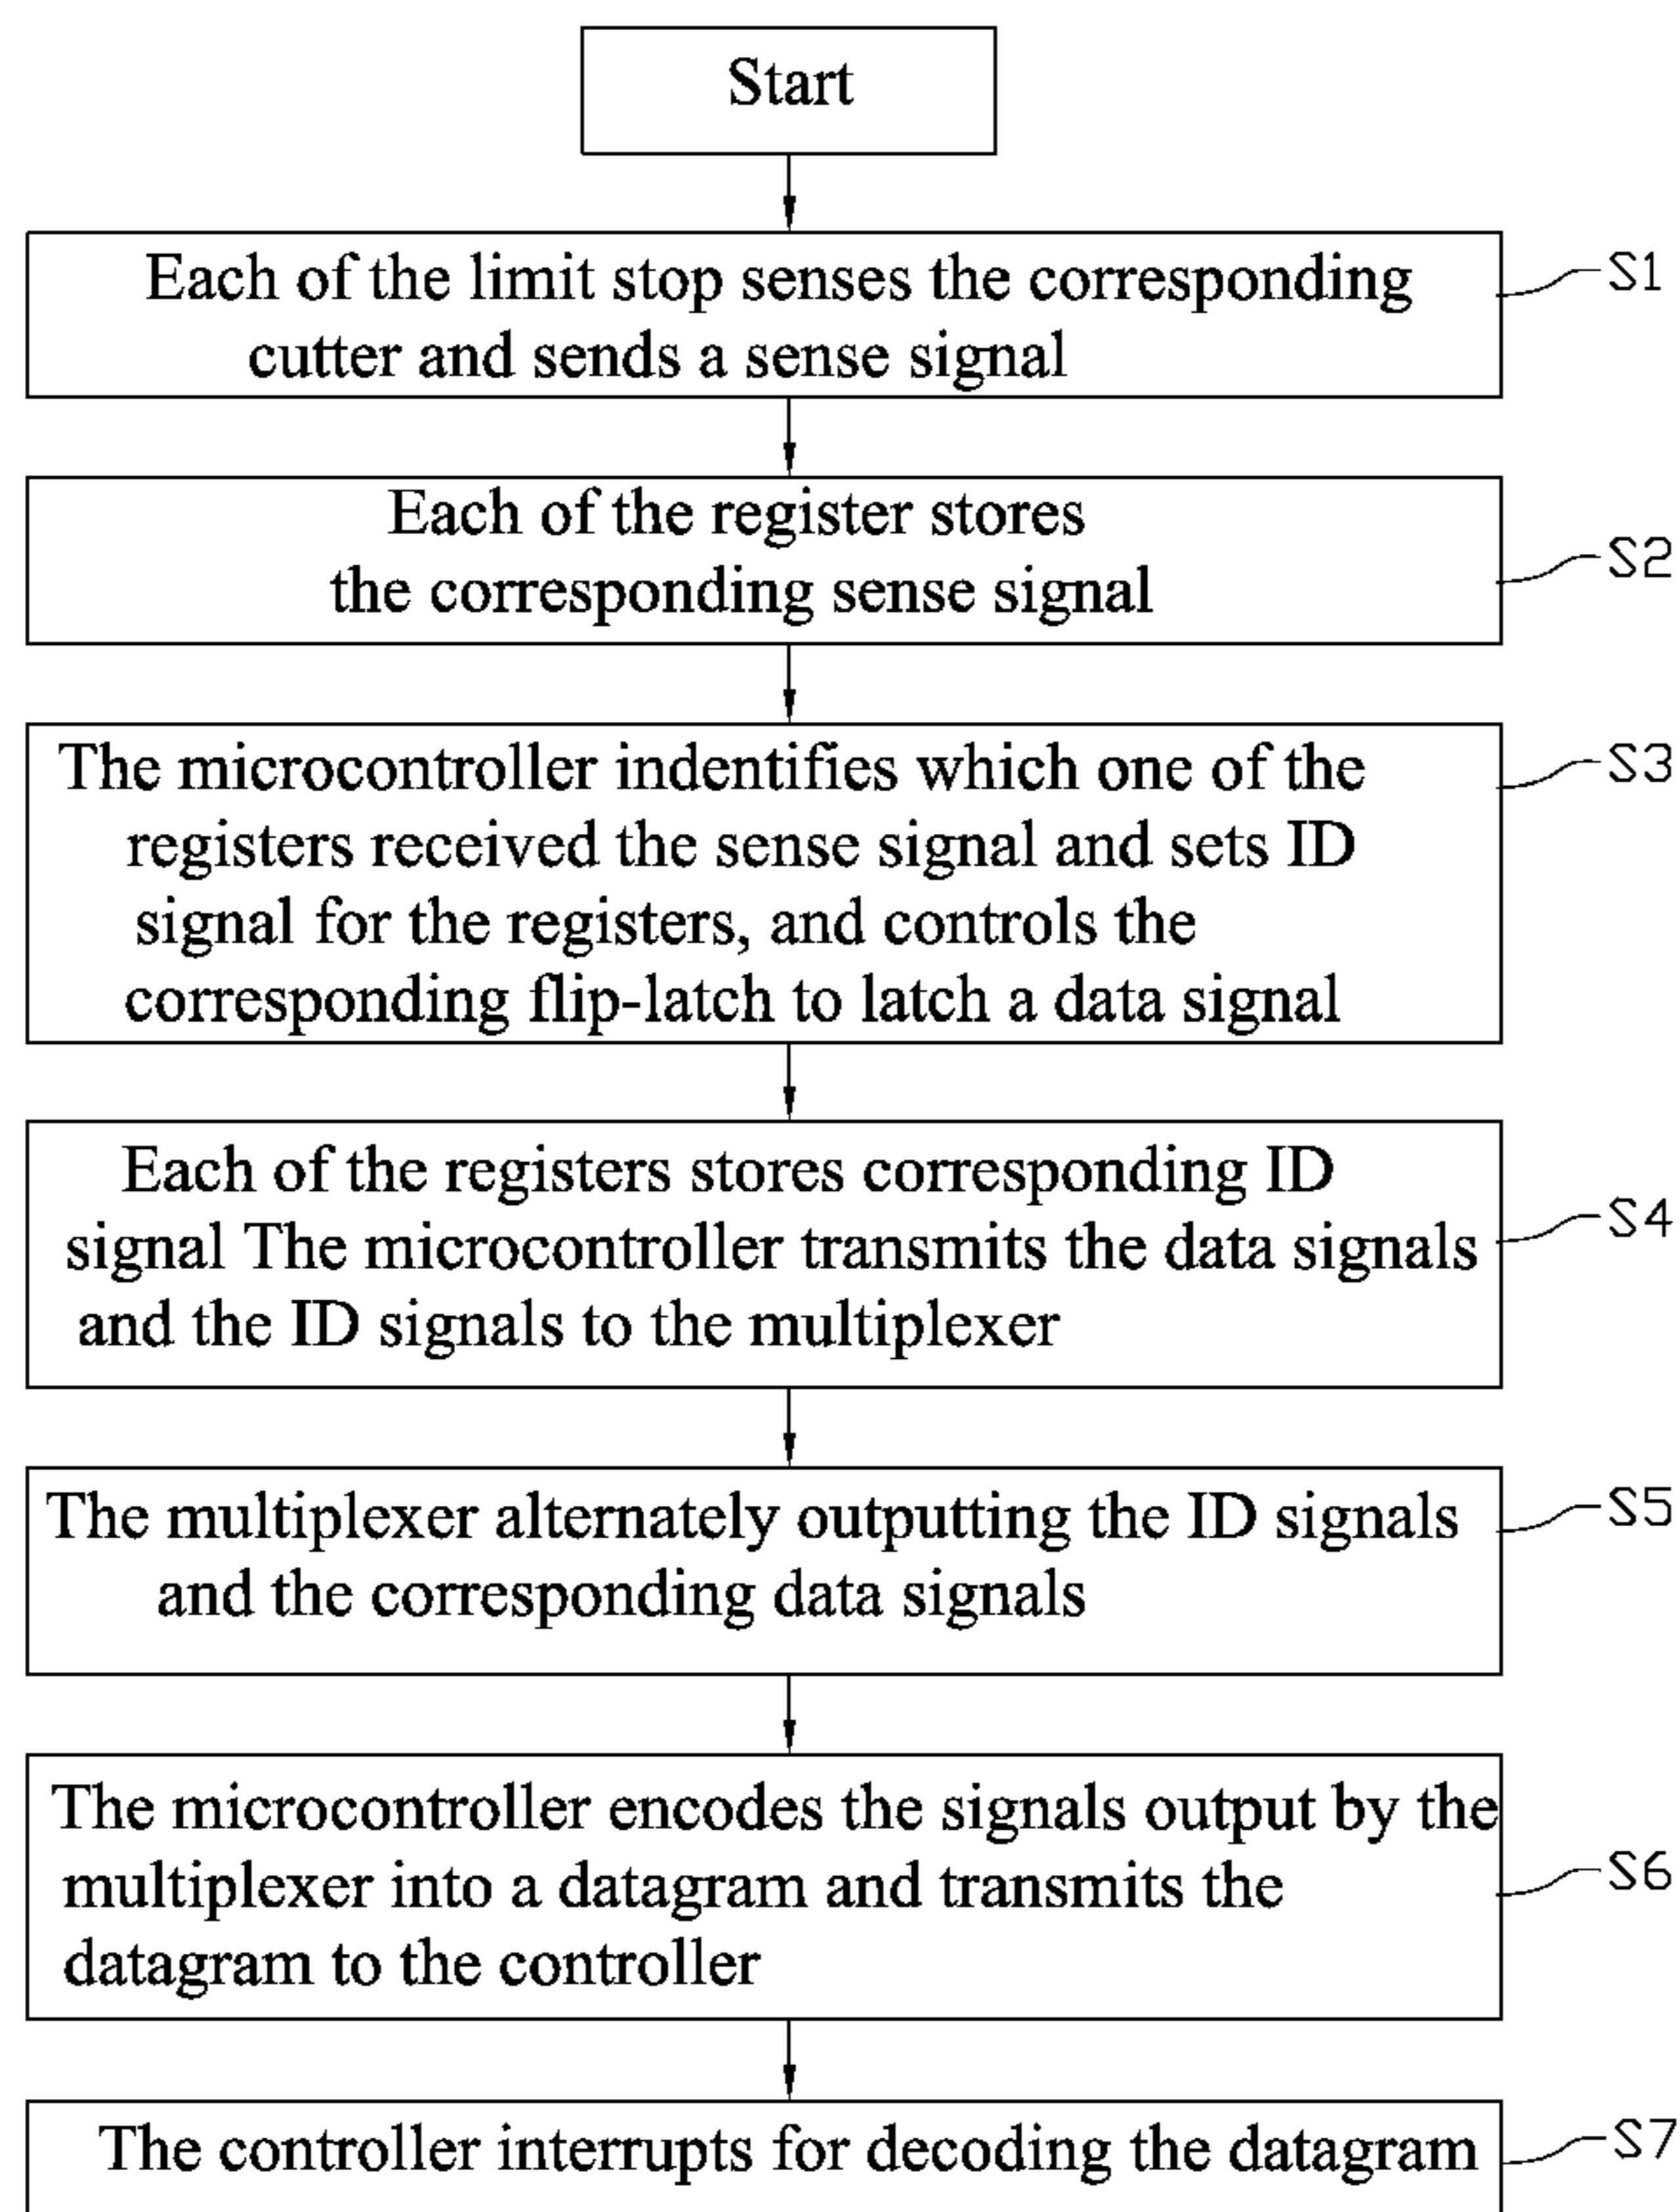 Start
Each of the limit stop senses the corresponding
cutter and sends a sense signal
S1
Each of the register stores
the corresponding sense signal
S2
The microcontroller indentifies which one of the
registers received the sense signal and sets ID
signal for the registers, and controls the
corresponding flip-latch to latch a data signal
S3
Each of the registers stores corresponding ID
signal The microcontroller transmits the data signals
and the ID signals to the multiplexer
S4
The multiplexer alternately outputting the ID signals
and the corresponding data signals
S5
The microcontroller encodes the signals output by the
multiplexer into a datagram and transmits the
datagram to the controller
S6
The controller interrupts for decoding the datagram
S7